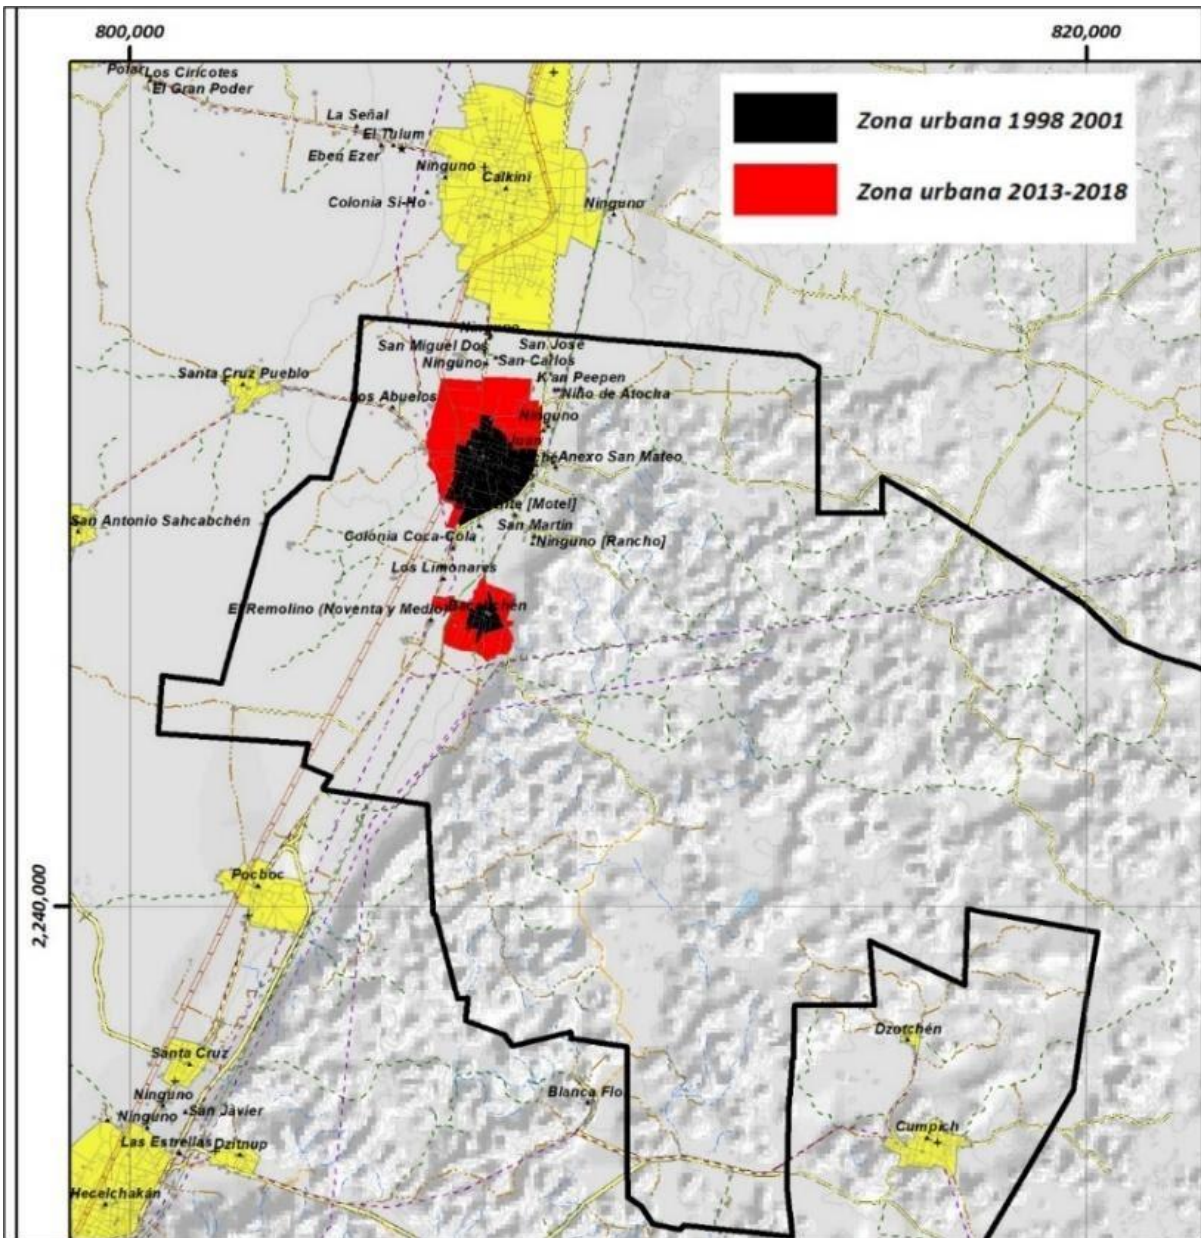 800,000
820,000
Los Ciricotes
El Gran Poder
La Señal
El Tulum
Eben Ezer
Ninguno
Calkiní
Colonia Si-Ho
Ninguno
Zona urbana 1998 2001
Zona urbana 2013-2018
Ninguno
San José
San Miguel Dos
San Carlos
Ninguno
Santa Cruz Pueblo
K'an Peepen
Niño de Atocha
Los Abuelos
Ninguno
Juan
Anexo San Mateo
[Motel]
San Antonio Sahcabchén
San Martín
Colonia Coca-Cola
Ninguno [Rancho]
Los Limonares
El Remolino (Noventa y Medio)
2,240,000
Pocboc
Dzotchén
Santa Cruz
Blanca Flo
Ninguno
San Javier
Ninguno
Las Estrellas
Dzitnup
Cumpich
Hecelchakán